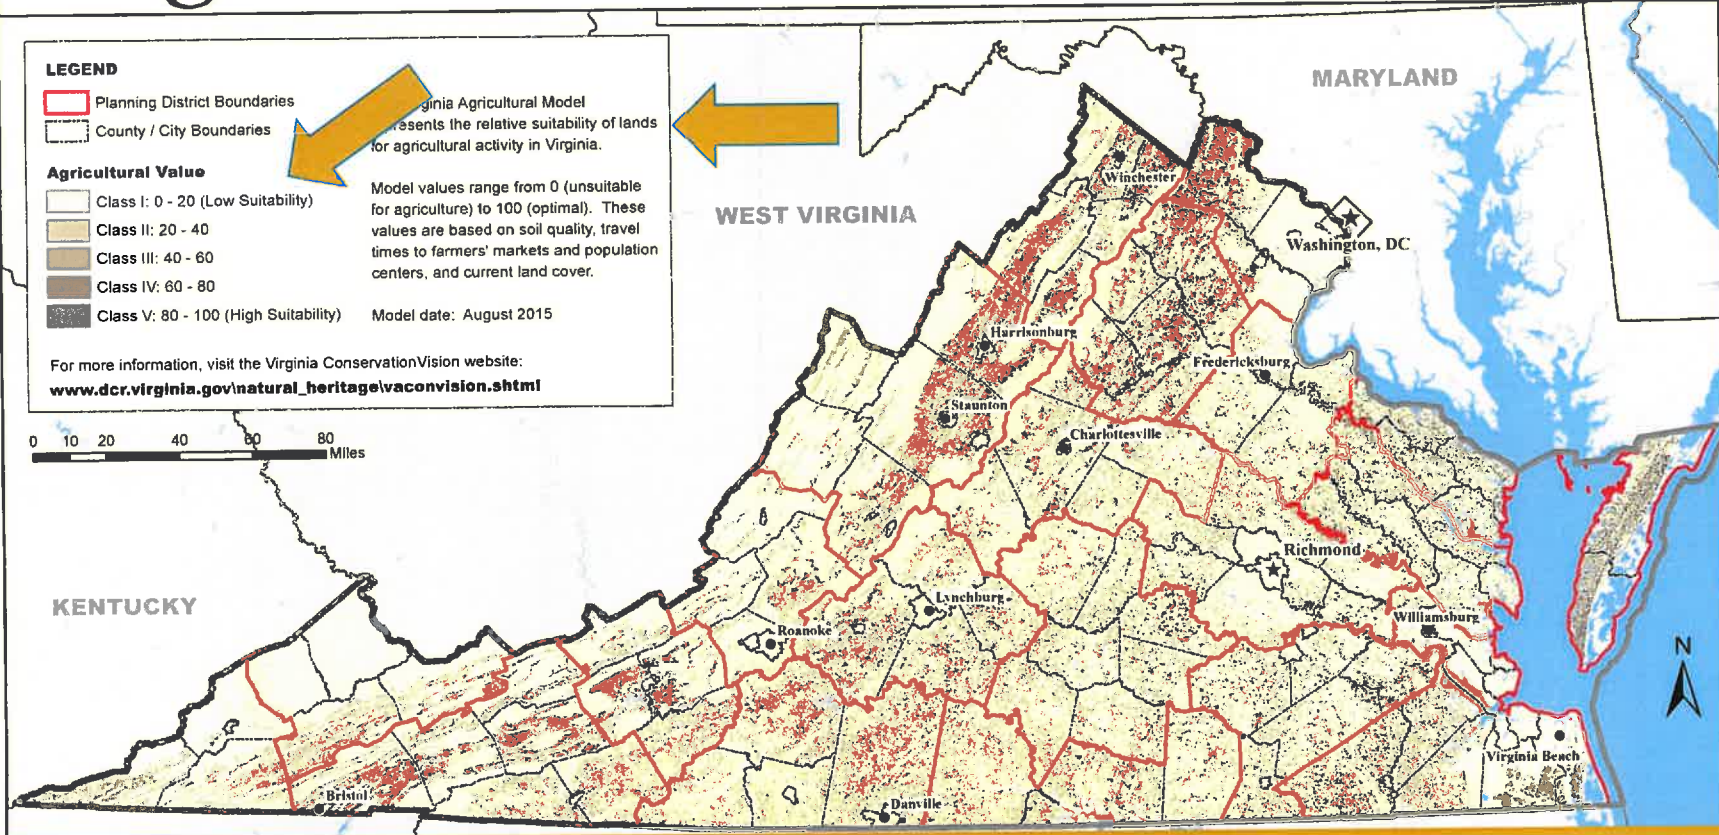 LEGEND
Planning District Boundaries
County / City Boundaries
Agricultural Value
Class I: 0 - 20 (Low Suitability)
Class II: 20 - 40
Class III: 40 - 60
Class IV: 60 - 80
Class V: 80 - 100 (High Suitability)
ginia Agricultural Model
resents the relative suitability of lands
for agricultural activity in Virginia.
Model values range from 0 (unsuitable
for agriculture) to 100 (optimal). These
values are based on soil quality, travel
times to farmers' markets and population
centers, and current land cover.
Model date: August 2015
For more information, visit the Virginia ConservationVision website:
www.dcr.virginia.gov\natural_heritage\vaconvision.shtml
0 10 20 40 60 80
Miles
MARYLAND
WEST VIRGINIA
KENTUCKY
Winchester
Washington, DC
Harrisonburg
Fredericksburg
Staunton
Charlottesville
Richmond
Lynchburg
Williamsburg
Roanoke
N
Virginia Beach
Bristol
Danville